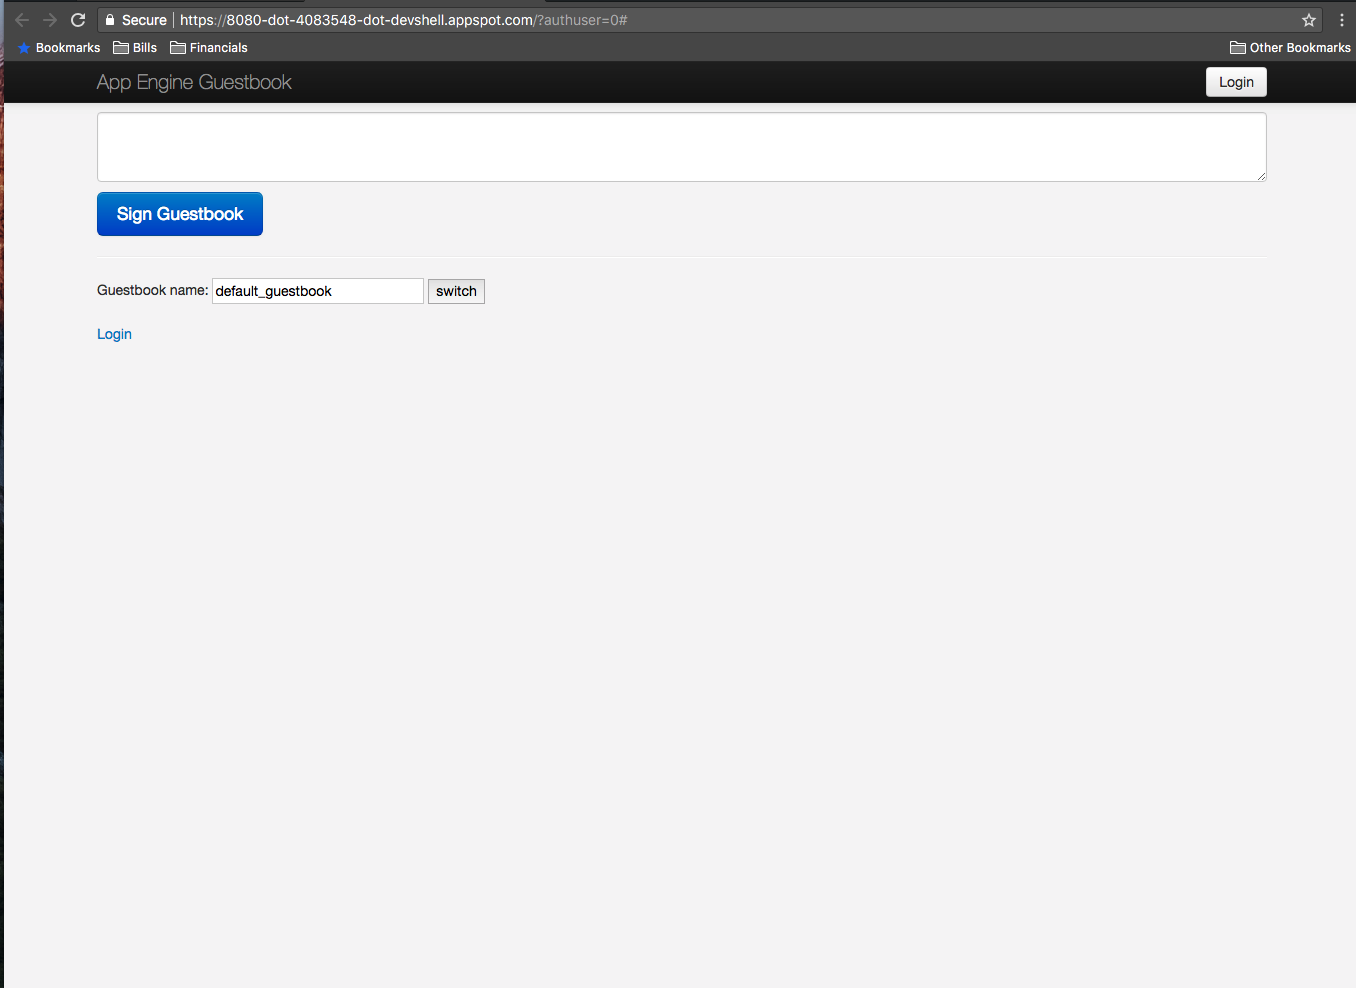 Secure https://8080-dot-4083548-dot-devshell.appspot.com/?authuser=0#
Bookmarks Bills Financials Other Bookmarks
App Engine Guestbook Login
Sign Guestbook
Guestbook name: default_guestbook switch
Login